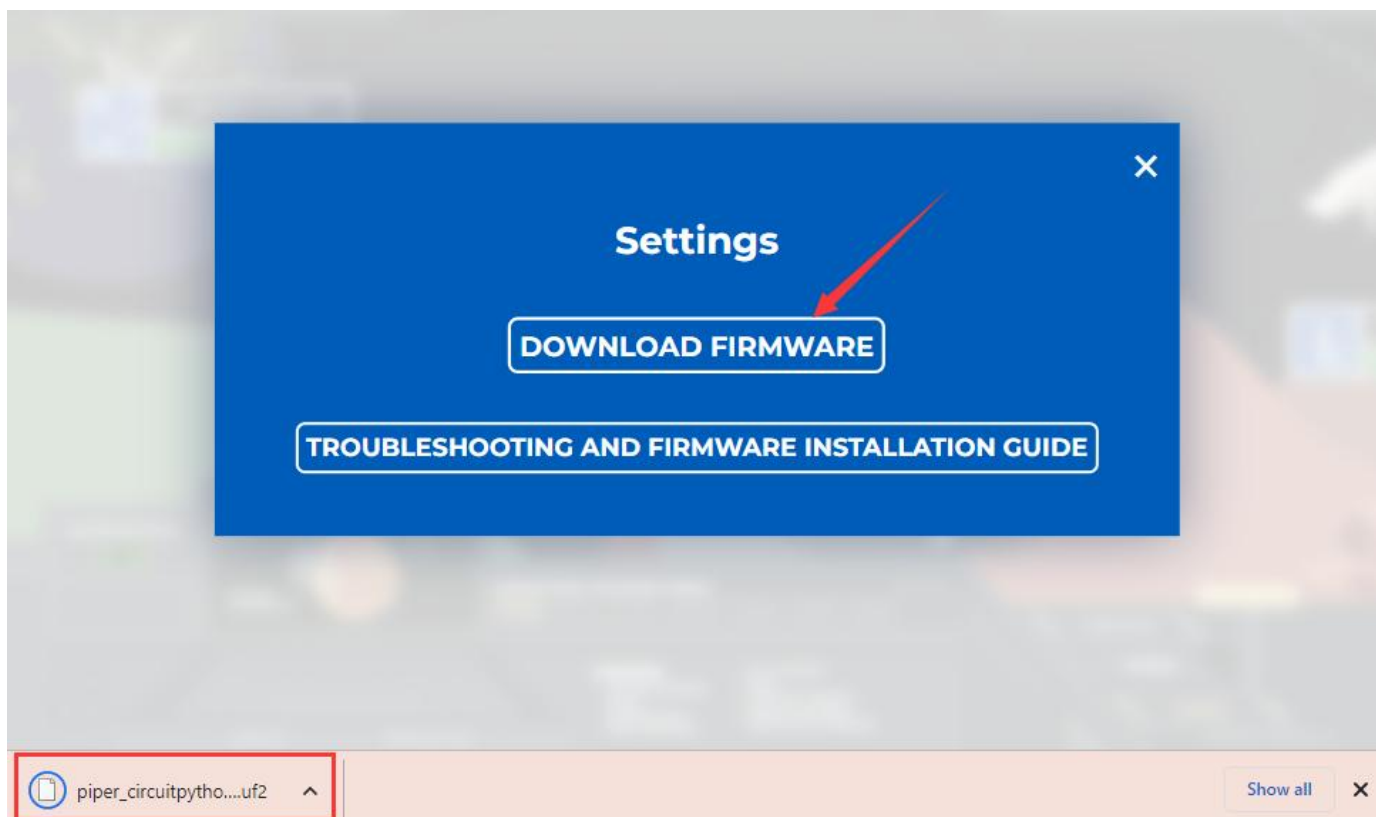 Settings
DOWNLOAD FIRMWARE
TROUBLESHOOTING AND FIRMWARE INSTALLATION GUIDE
piper_circuitpytho....uf2
Show all